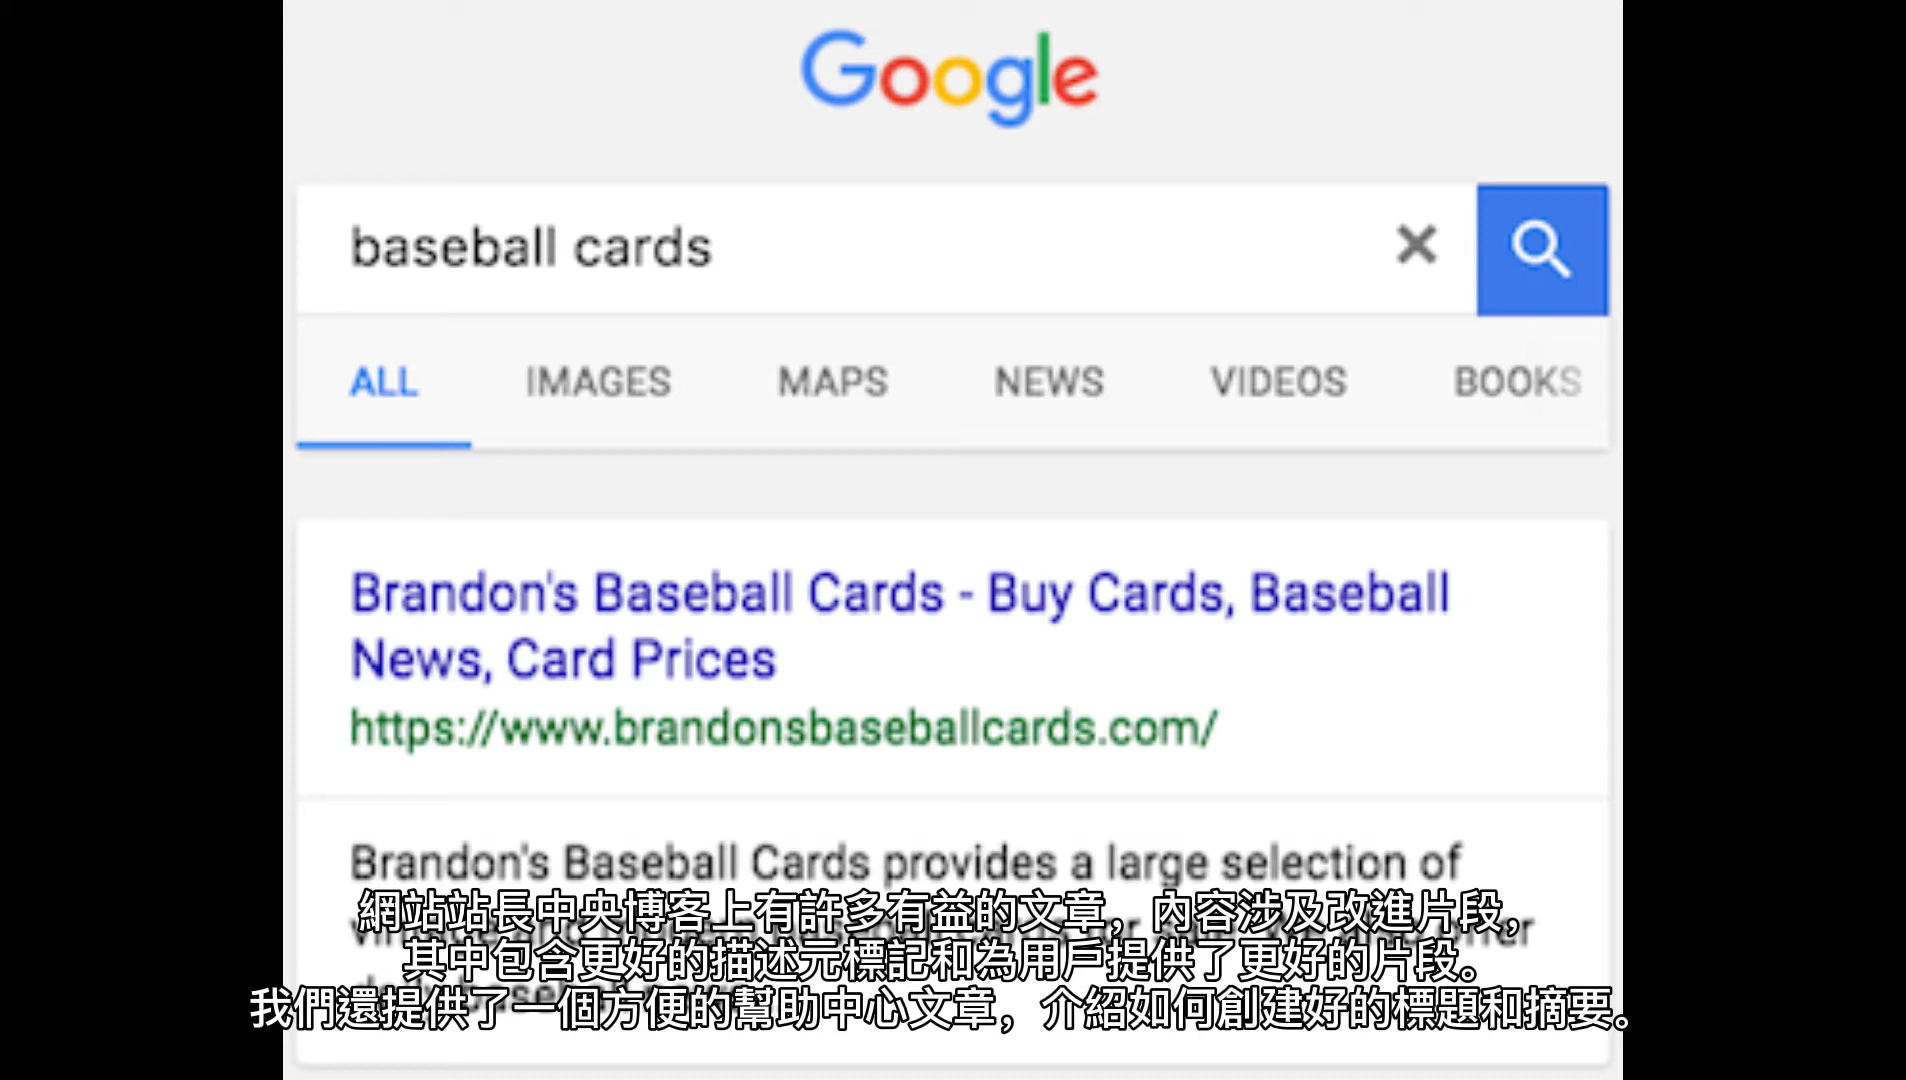 Google
baseball cards
ALL IMAGES MAPS NEWS VIDEOS BOOKS
Brandon's Baseball Cards - Buy Cards, Baseball
News, Card Prices
https://www.brandonsbaseballcards.com/
Brandon's Baseball Cards provides a large selection of
網站站長中央博客上有許多有益的文章，內容涉及改進片段，
其中包含更好的描述元標記和為用戶提供了更好的片段。
我們還提供了一個方便的幫助中心文章，介紹如何創建好的標題和摘要。